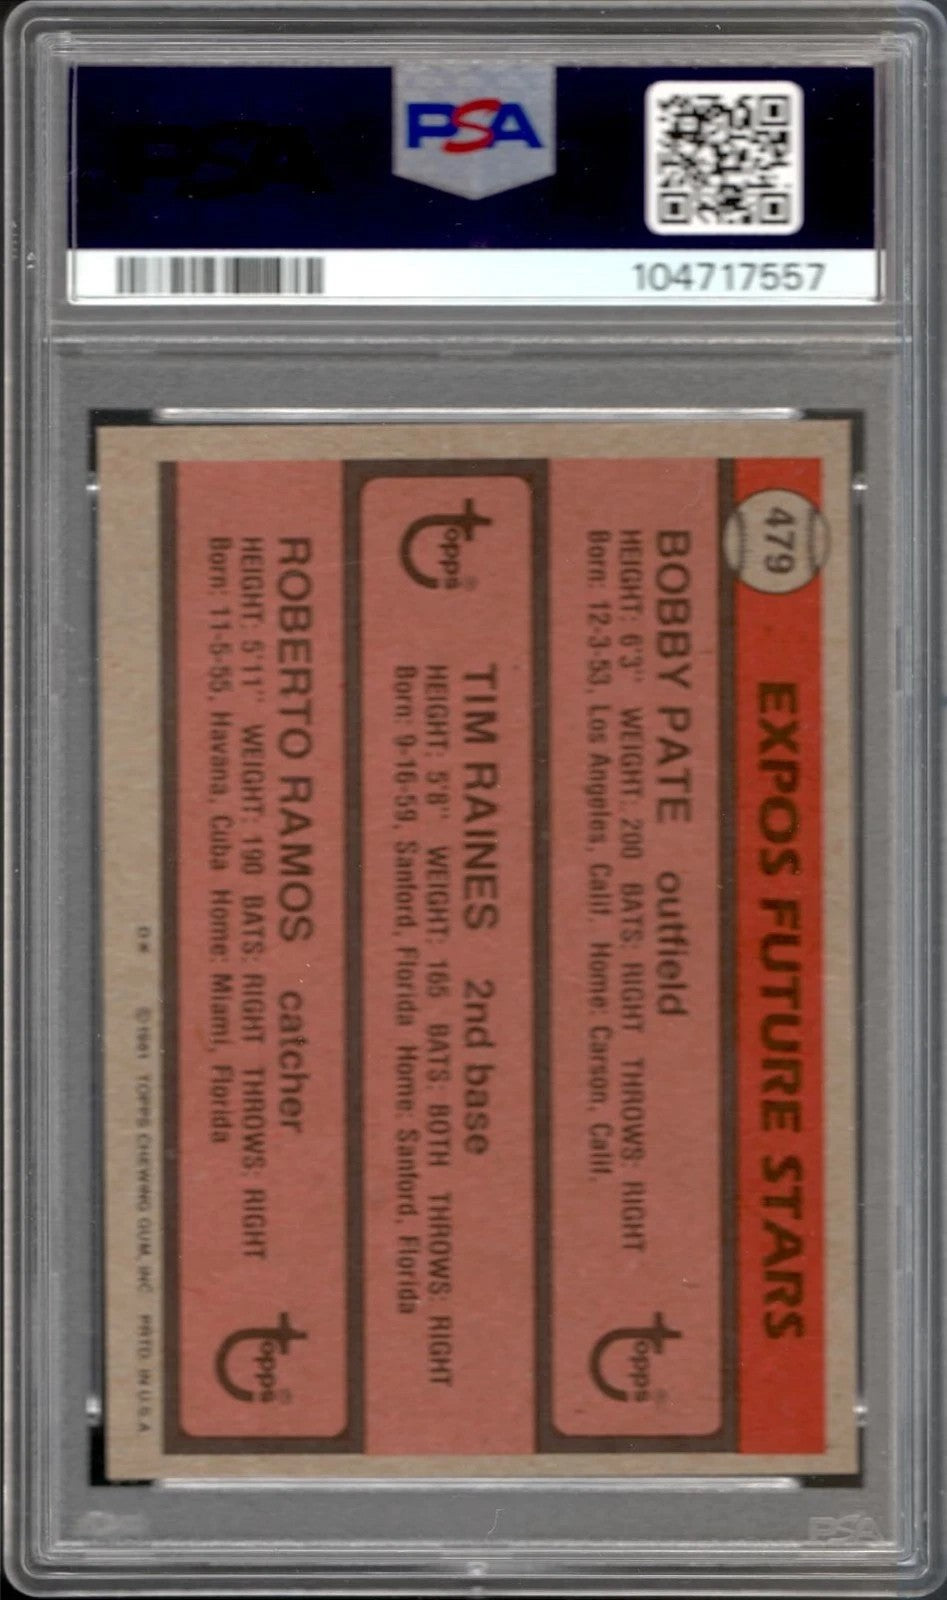 PSA
PSA
104717557
479
EXPOS FUTURE STARS
BOBBY PATE outfield
HEIGHT: 6'3" WEIGHT: 200 BATS: RIGHT THROWS: RIGHT
Born: 12-3-53, Los Angeles, Calif. Home: Carson, Calif.
Topps®
Topps®
TIM RAINES 2nd base
HEIGHT: 5'8" WEIGHT: 165 BATS: BOTH THROWS: RIGHT
Born: 9-16-59, Sanford, Florida Home: Sanford, Florida
ROBERTO RAMOS catcher
HEIGHT: 5'11" WEIGHT: 190 BATS: RIGHT THROWS: RIGHT
Born: 11-5-55, Havana, Cuba Home: Miami, Florida
Topps®
D* ©1981 TOPPS CHEWING GUM, INC. PRTD. IN U.S.A.
PSA